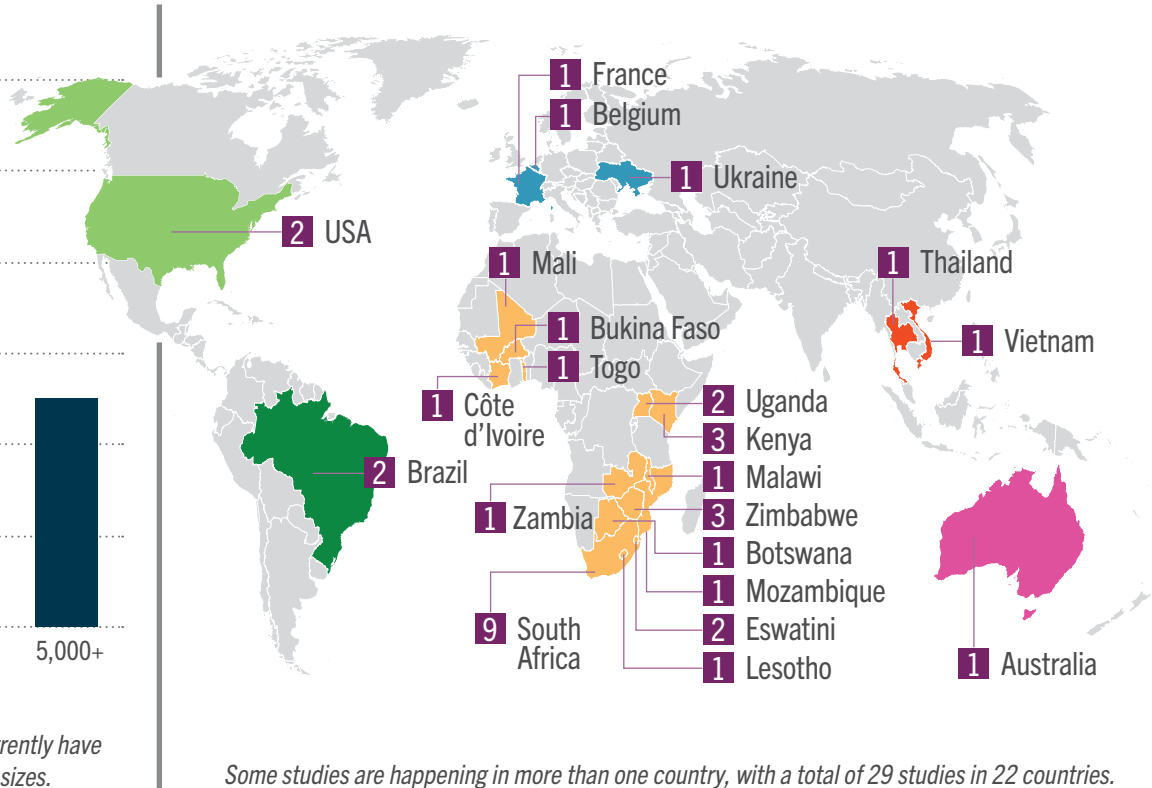 1 France
1 Belgium
1 Ukraine
2 USA
1 Mali
1 Thailand
1 Bukina Faso
1 Vietnam
1 Togo
1 Côte
d’Ivoire
2 Uganda
3 Kenya
2 Brazil
1 Malawi
1 Zambia
3 Zimbabwe
1 Botswana
1 Mozambique
9 South
Africa
2 Eswatini
1 Lesotho
1 Australia
5,000+
rrently have
sizes.
Some studies are happening in more than one country, with a total of 29 studies in 22 countries.